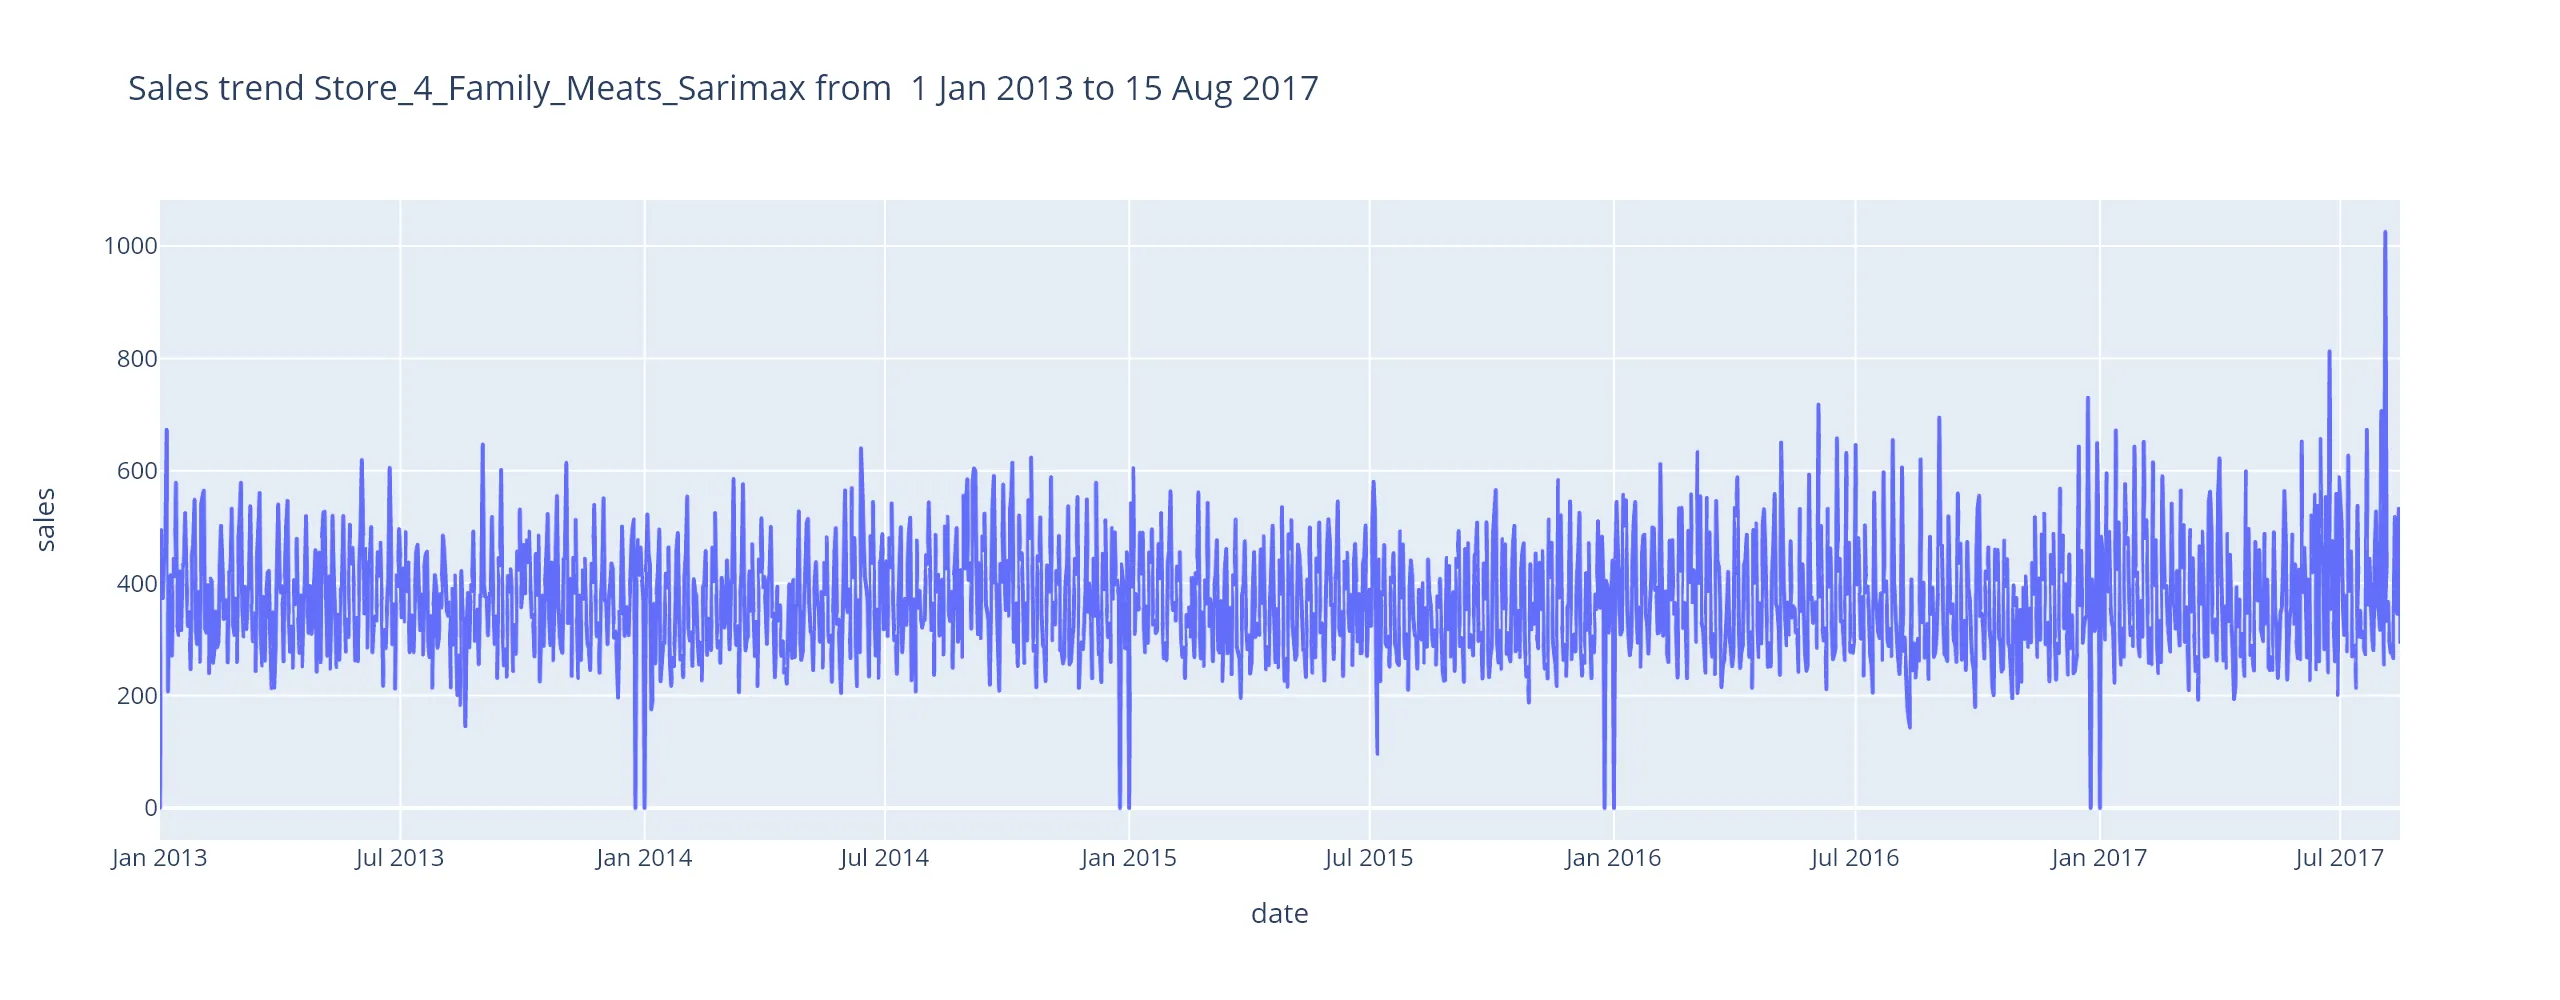 Sales trend Store_4_Family_Meats_Sarimax from  1 Jan 2013 to 15 Aug 2017
1000
800
600
400
200
0
sales
Jan 2013
Jul 2013
Jan 2014
Jul 2014
Jan 2015
Jul 2015
Jan 2016
Jul 2016
Jan 2017
Jul 2017
date